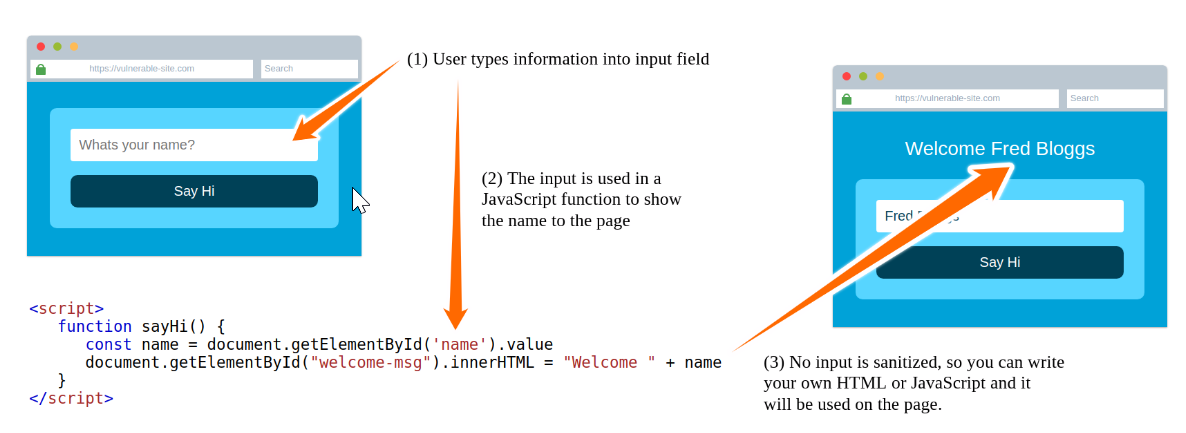 https://vulnerable-site.com
Search
Whats your name?
Say Hi
(1) User types information into input field
(2) The input is used in a
JavaScript function to show
the name to the page
<script>
function sayHi() {
const name = document.getElementById('name').value
document.getElementById("welcome-msg").innerHTML = "Welcome " + name
}
</script>
https://vulnerable-site.com
Search
Welcome Fred Bloggs
Fred
Say Hi
(3) No input is sanitized, so you can write
your own HTML or JavaScript and it
will be used on the page.